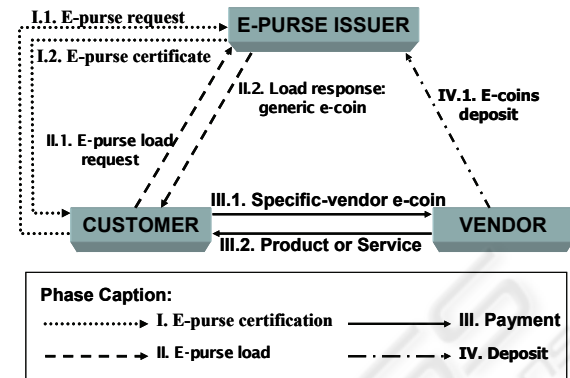 I.1. E-purse request
E-PURSE ISSUER
I.2. E-purse certificate
II.2. Load response:
generic e-coin
IV.1. E-coins
deposit
II.1. E-purse load
request
III.1. Specific-vendor e-coin
CUSTOMER
VENDOR
III.2. Product or Service
Phase Caption:
I. E-purse certification
III. Payment
II. E-purse load
IV. Deposit